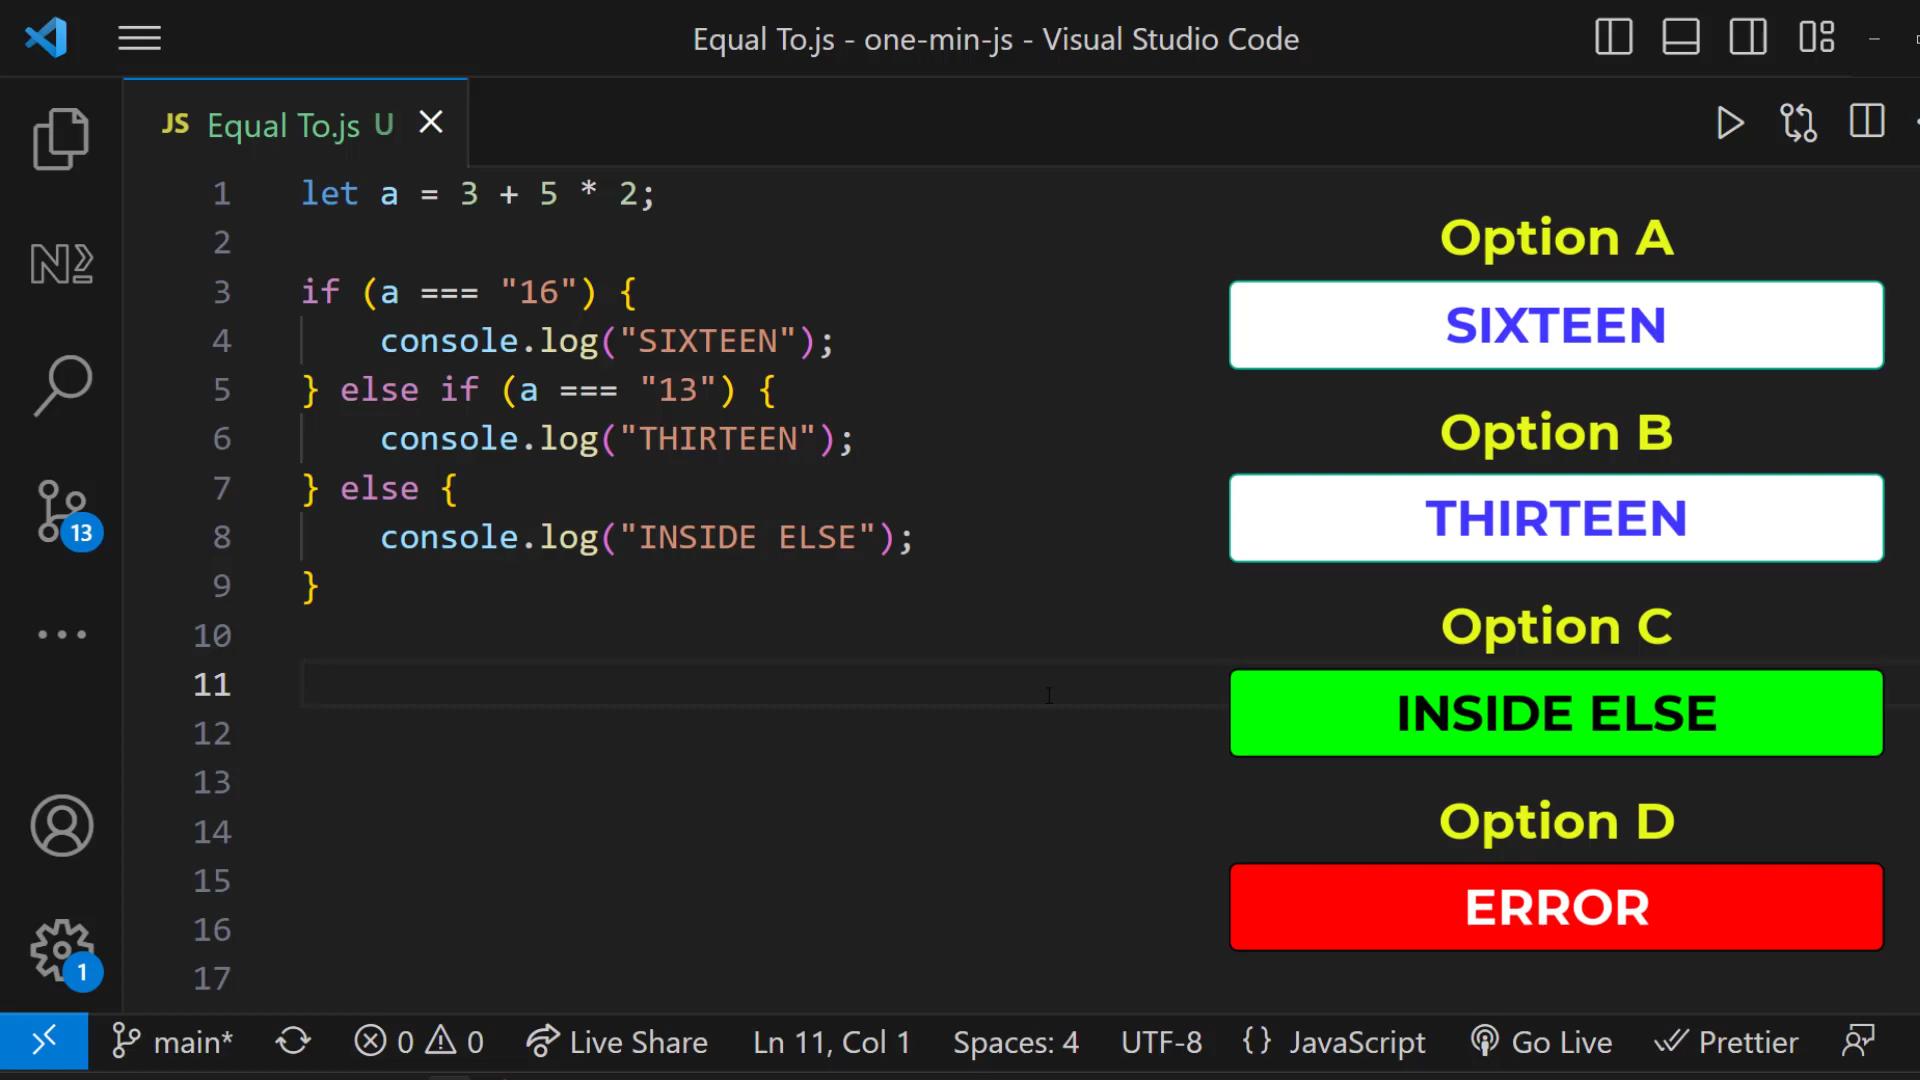 Equal To.js - one-min-js - Visual Studio Code
JS Equal To.js U
1 let a = 3 + 5 * 2;
2
3 if (a === "16") {
4 console.log("SIXTEEN");
5 } else if (a === "13") {
6 console.log("THIRTEEN");
7 } else {
8 console.log("INSIDE ELSE");
9 }
10
11
12
13
14
15
16
17
Option A
SIXTEEN
Option B
THIRTEEN
Option C
INSIDE ELSE
Option D
ERROR
13
1
main* 0 0 Live Share Ln 11, Col 1 Spaces: 4 UTF-8 {} JavaScript Go Live Prettier